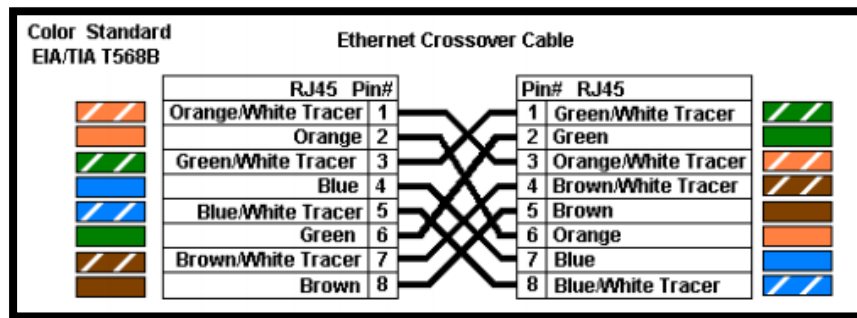 Color Standard
EIA/TIA T568B
Ethernet Crossover Cable
RJ45 Pin#
Orange/White Tracer 1
Orange 2
Green/White Tracer 3
Blue 4
Blue/White Tracer 5
Green 6
Brown/White Tracer 7
Brown 8
Pin# RJ45
1 Green/White Tracer
2 Green
3 Orange/White Tracer
4 Brown/White Tracer
5 Brown
6 Orange
7 Blue
8 Blue/White Tracer